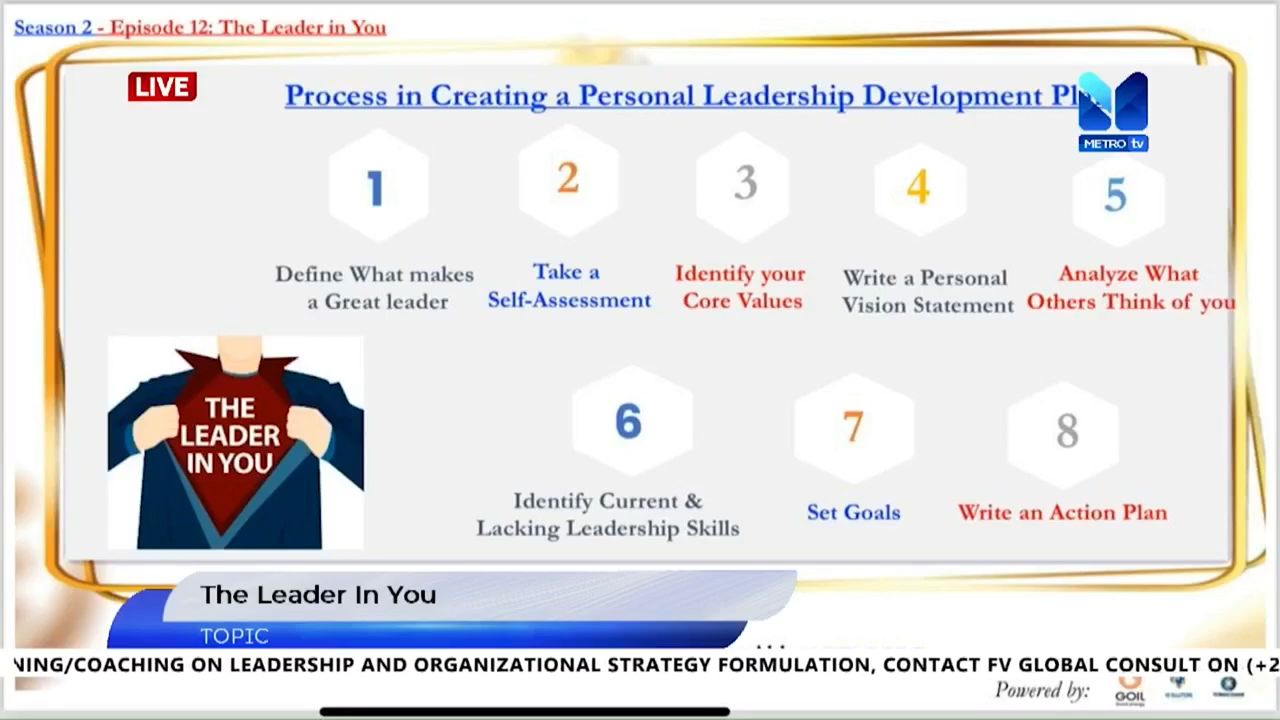 Season 2 - Episode 12: The Leader in You
LIVE
Process in Creating a Personal Leadership Development
METRO tv
1
2
3
4
5
Define What makes
a Great leader
Take a
Self-Assessment
Identify your
Core Values
Write a Personal
Vision Statement
Analyze What
Others Think of you
THE
LEADER
IN YOU
6
7
8
Identify Current &
Lacking Leadership Skills
Set Goals
Write an Action Plan
The Leader In You
TOPIC
NING/COACHING ON LEADERSHIP AND ORGANIZATIONAL STRATEGY FORMULATION, CONTACT FV GLOBAL CONSULT ON (+2
Powered by:
GOIL